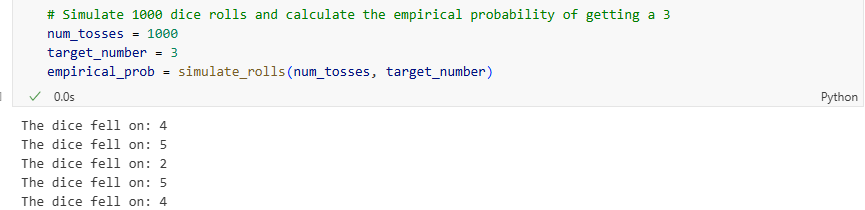 # Simulate 1000 dice rolls and calculate the empirical probability of getting a 3
num_tosses = 1000
target_number = 3
empirical_prob = simulate_rolls(num_tosses, target_number)
✓ 0.0s Python
The dice fell on: 4
The dice fell on: 5
The dice fell on: 2
The dice fell on: 5
The dice fell on: 4